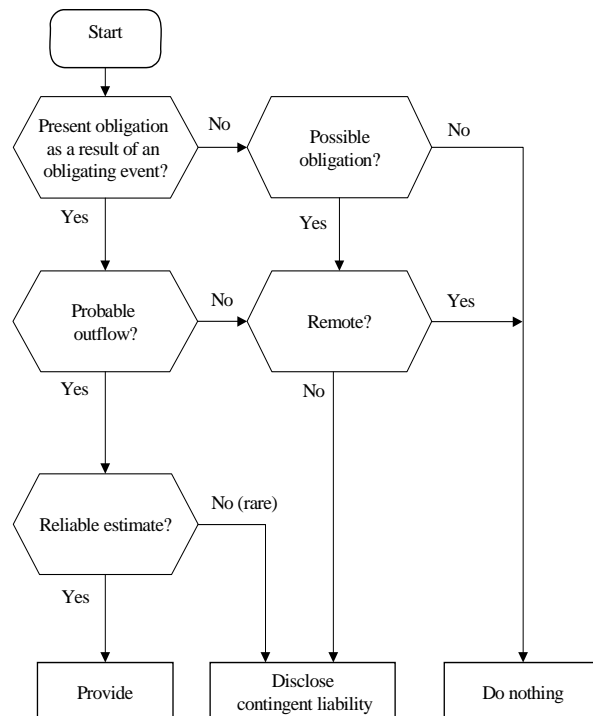 Start
Present obligation
as a result of an
obligating event?
No
Possible
obligation?
No
Yes
Yes
Probable
outflow?
No
Remote?
Yes
Yes
No
Reliable estimate?
No (rare)
Yes
Provide
Disclose
contingent liability
Do nothing